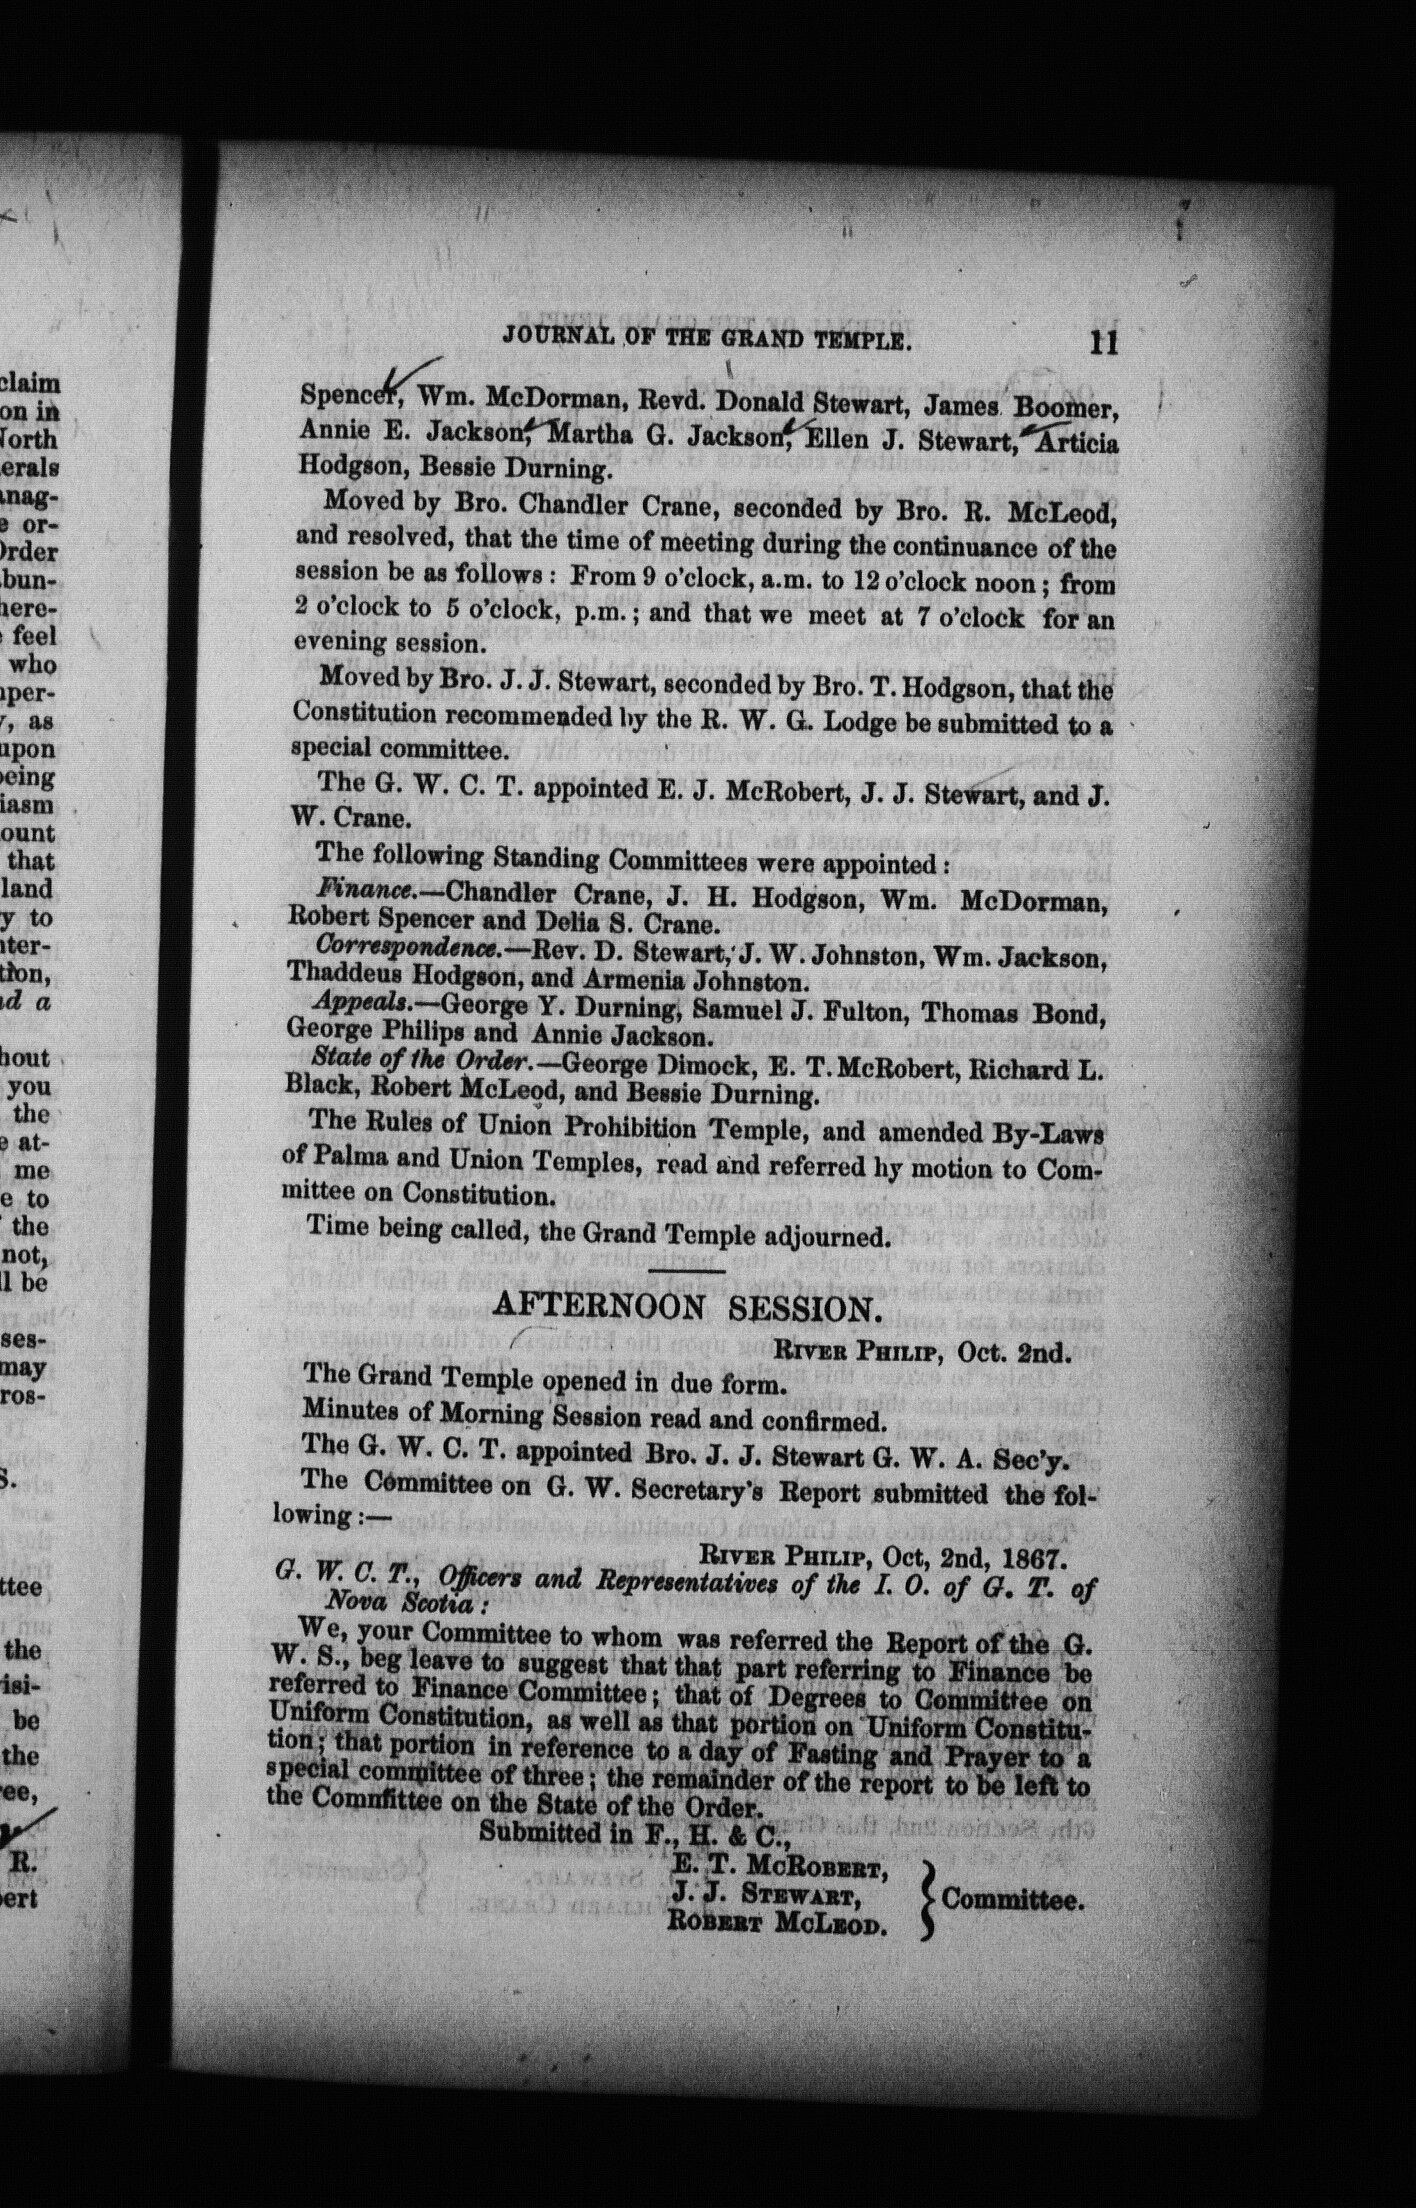 JOURNAL OF THE GRAND TEMPLE. 11
Spencer, Wm. McDorman, Revd. Donald Stewart, James Boomer,
Annie E. Jackson, Martha G. Jackson, Ellen J. Stewart, Articia
Hodgson, Bessie Durning.
Moved by Bro. Chandler Crane, seconded by Bro. R. McLeod,
and resolved, that the time of meeting during the continuance of the
session be as follows: From 9 o'clock, a.m. to 12 o'clock noon; from
2 o'clock to 5 o'clock, p.m.; and that we meet at 7 o'clock for an
evening session.
Moved by Bro. J. J. Stewart, seconded by Bro. T. Hodgson, that the
Constitution recommended by the R. W. G. Lodge be submitted to a
special committee.
The G. W. C. T. appointed E. J. McRobert, J. J. Stewart, and J.
W. Crane.
The following Standing Committees were appointed:
Finance.—Chandler Crane, J. H. Hodgson, Wm. McDorman,
Robert Spencer and Delia S. Crane.
Correspondence.—Rev. D. Stewart, J. W. Johnston, Wm. Jackson,
Thaddeus Hodgson, and Armenia Johnston.
Appeals.—George Y. Durning, Samuel J. Fulton, Thomas Bond,
George Philips and Annie Jackson.
State of the Order.—George Dimock, E. T. McRobert, Richard L.
Black, Robert McLeod, and Bessie Durning.
The Rules of Union Prohibition Temple, and amended By-Laws
of Palma and Union Temples, read and referred hy motion to Com-
mittee on Constitution.
Time being called, the Grand Temple adjourned.
AFTERNOON SESSION.
RIVER PHILIP, Oct. 2nd.
The Grand Temple opened in due form.
Minutes of Morning Session read and confirmed.
The G. W. C. T. appointed Bro. J. J. Stewart G. W. A. Sec'y.
The Committee on G. W. Secretary's Report submitted the fol-
lowing:—
RIVER PHILIP, Oct, 2nd, 1867.
G. W. C. T., Officers and Representatives of the I. O. of G. T. of
Nova Scotia:
We, your Committee to whom was referred the Report of the G.
W. S., beg leave to suggest that that part referring to Finance be
referred to Finance Committee; that of Degrees to Committee on
Uniform Constitution, as well as that portion on Uniform Constitu-
tion; that portion in reference to a day of Fasting and Prayer to a
special committee of three; the remainder of the report to be left to
the Committee on the State of the Order.
Submitted in F., H. & C.,
E. T. MCROBERT,
J. J. STEWART,
ROBERT MCLEOD.
Committee.